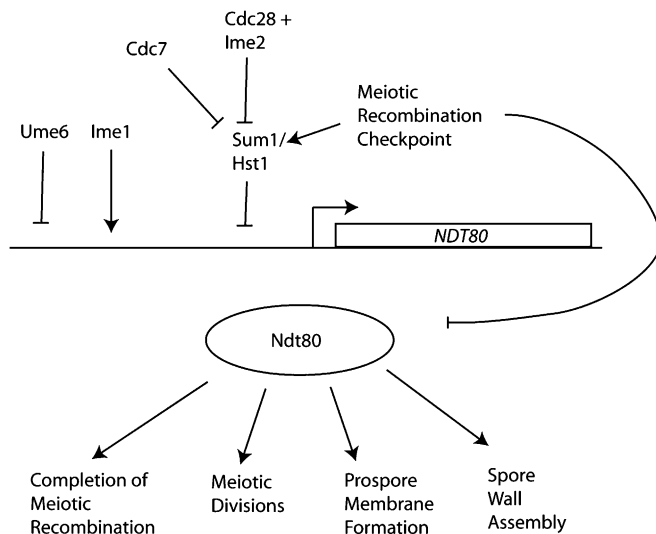 Cdc28 +
Ime2
Cdc7
Meiotic
Recombination
Checkpoint
Ume6
Ime1
Sum1/
Hst1
NDT80
Ndt80
Completion of
Meiotic
Recombination
Meiotic
Divisions
Prospore
Membrane
Formation
Spore
Wall
Assembly